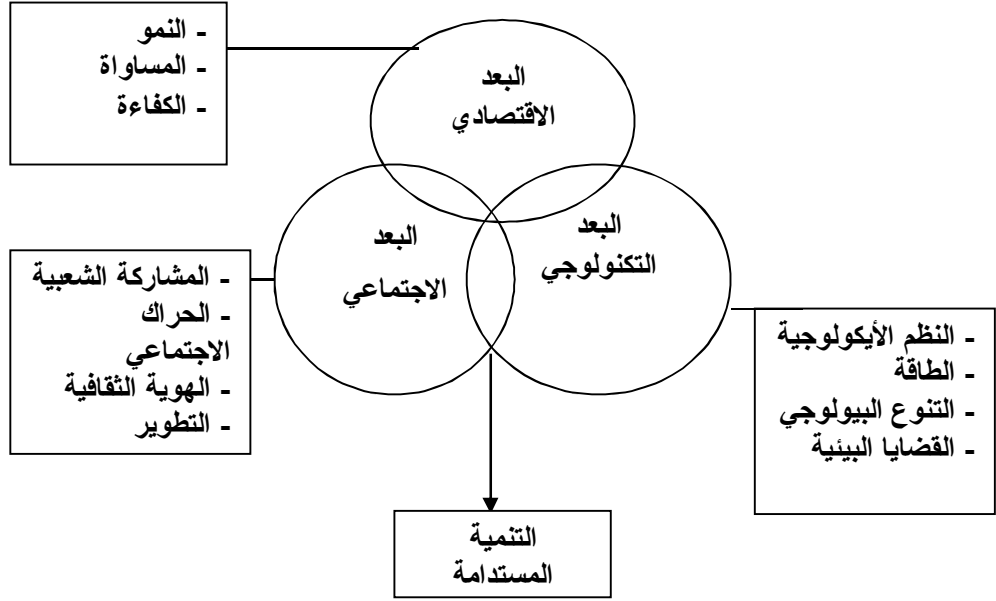 - النمو
- المساواة
- الكفاءة
البعد
الاقتصادي
البعد
الاجتماعي
البعد
التكنولوجي
- المشاركة الشعبية
- الحراك
الاجتماعي
- الهوية الثقافية
- التطوير
- النظم الأيكولوجية
- الطاقة
- التنوع البيولوجي
- القضايا البيئية
التنمية
المستدامة